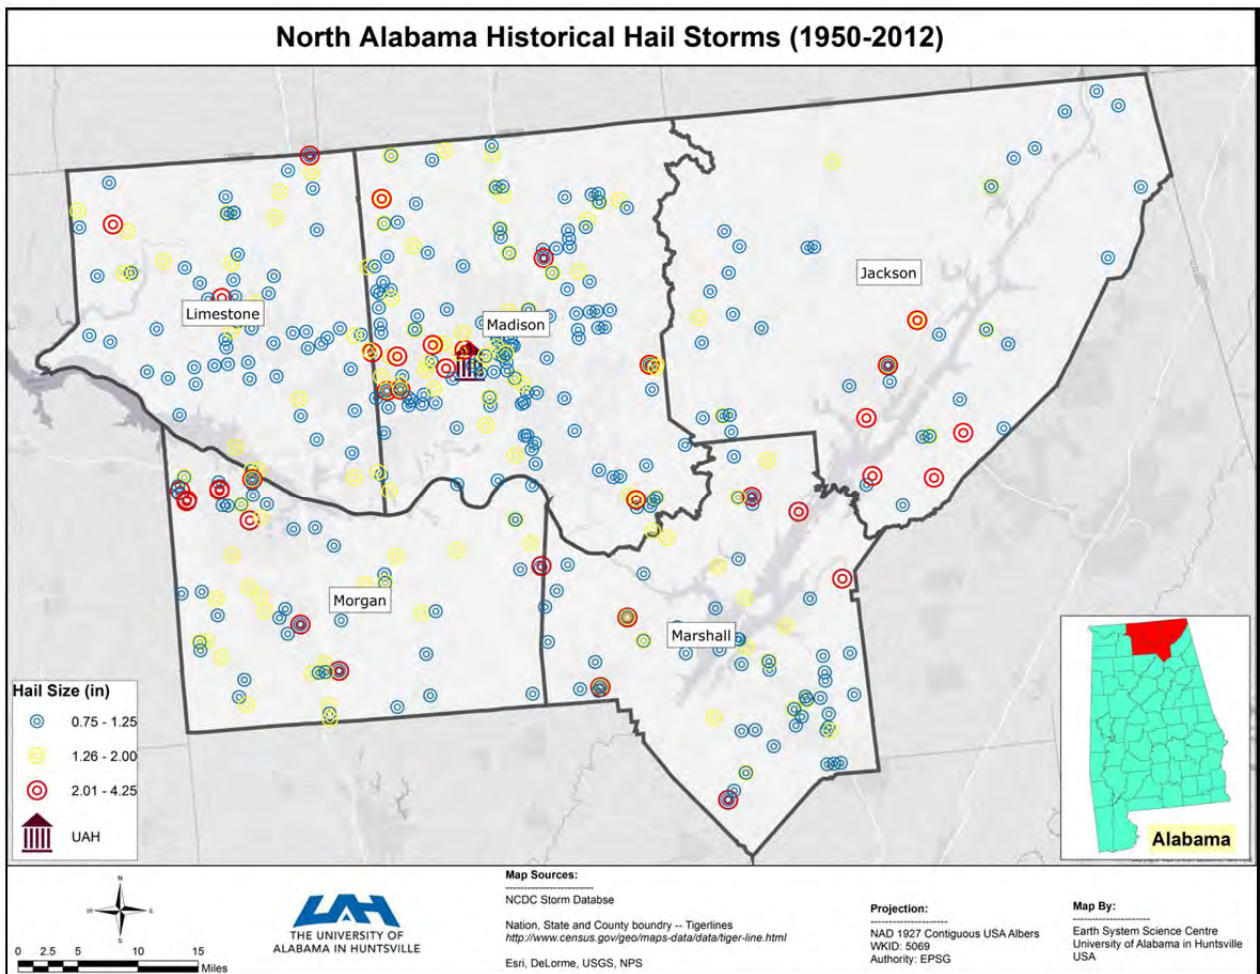 North Alabama Historical Hail Storms (1950-2012)
Jackson
Limestone
Madison
Morgan
Marshall
Hail Size (in)
0.75 - 1.25
1.26 - 2.00
2.01 - 4.25
UAH
Alabama
N
W
E
S
0 2.5 5 10 15
Miles
UAH
THE UNIVERSITY OF
ALABAMA IN HUNTSVILLE
Map Sources:
------------------------
NCDC Storm Databse
Nation, State and County boundry -- Tigerlines
http://www.census.gov/geo/maps-data/data/tiger-line.html
Esri, DeLorme, USGS, NPS
Projection:
---------------------
NAD 1927 Contiguous USA Albers
WKID: 5069
Authority: EPSG
Map By:
---------------------
Earth System Science Centre
University of Alabama in Huntsville
USA